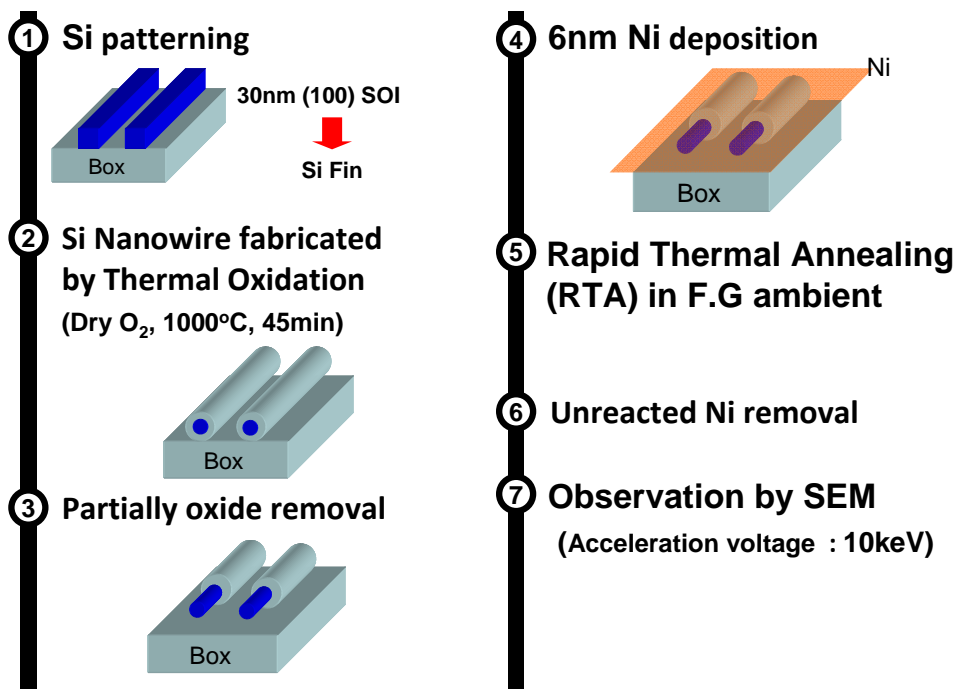 1 Si patterning
30nm (100) SOI
Si Fin
Box
2 Si Nanowire fabricated
by Thermal Oxidation
(Dry O2, 1000oC, 45min)
Box
3 Partially oxide removal
Box
4 6nm Ni deposition
Ni
Box
5 Rapid Thermal Annealing
(RTA) in F.G ambient
6 Unreacted Ni removal
7 Observation by SEM
(Acceleration voltage : 10keV)